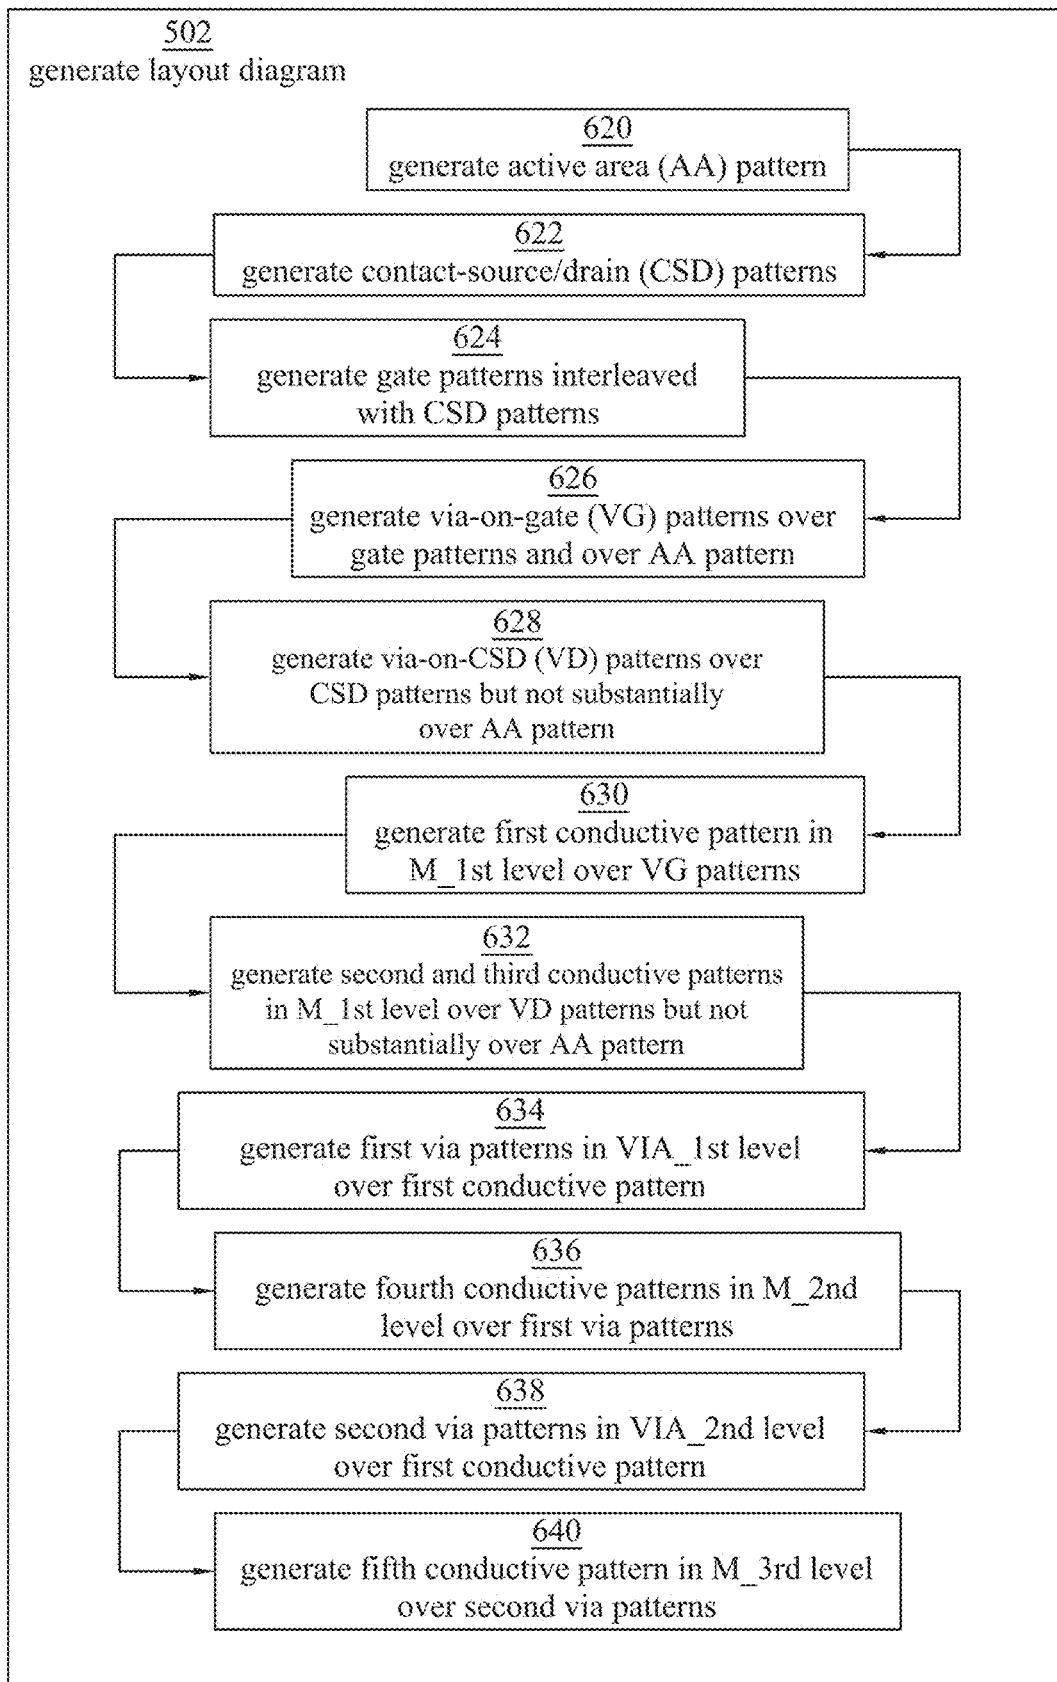 502
generate layout diagram
620
generate active area (AA) pattern
622
generate contact-source/drain (CSD) patterns
624
generate gate patterns interleaved
with CSD patterns
626
generate via-on-gate (VG) patterns over
gate patterns and over AA pattern
628
generate via-on-CSD (VD) patterns over
CSD patterns but not substantially
over AA pattern
630
generate first conductive pattern in
M_1st level over VG patterns
632
generate second and third conductive patterns
in M_1st level over VD patterns but not
substantially over AA pattern
634
generate first via patterns in VIA_1st level
over first conductive pattern
636
generate fourth conductive patterns in M_2nd
level over first via patterns
638
generate second via patterns in VIA_2nd level
over first conductive pattern
640
generate fifth conductive pattern in M_3rd level
over second via patterns